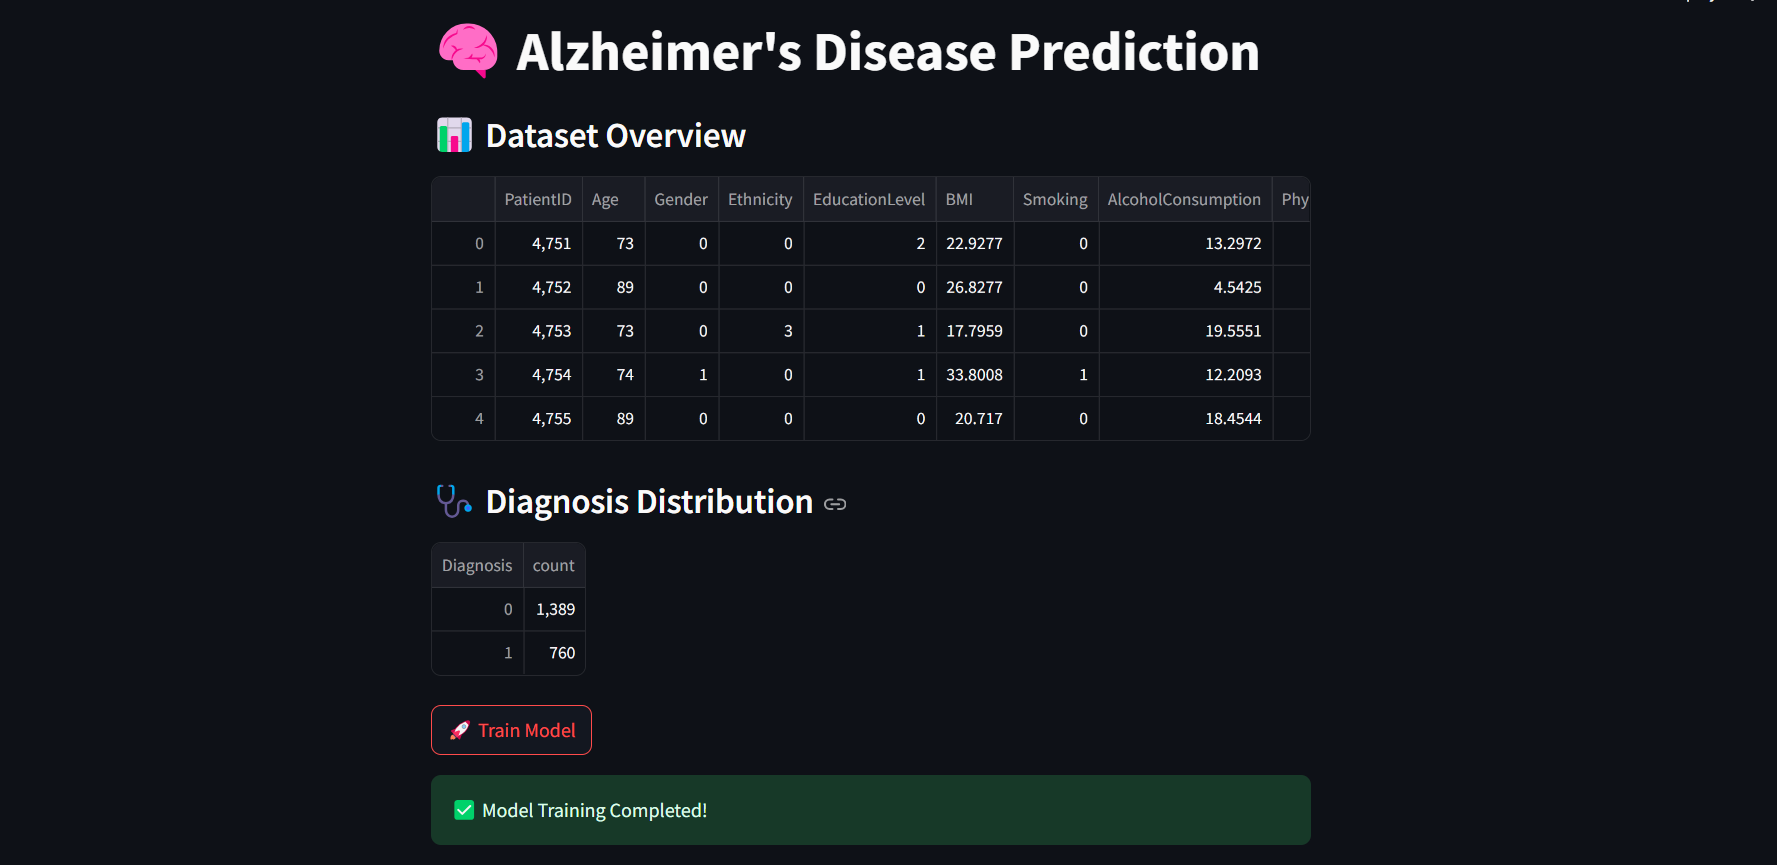 Alzheimer's Disease Prediction
Dataset Overview
PatientID Age Gender Ethnicity EducationLevel BMI Smoking AlcoholConsumption Phy
0 4,751 73 0 0 2 22.9277 0 13.2972
1 4,752 89 0 0 0 26.8277 0 4.5425
2 4,753 73 0 3 1 17.7959 0 19.5551
3 4,754 74 1 0 1 33.8008 1 12.2093
4 4,755 89 0 0 0 20.717 0 18.4544
Diagnosis Distribution
Diagnosis count
0 1,389
1 760
Train Model
Model Training Completed!